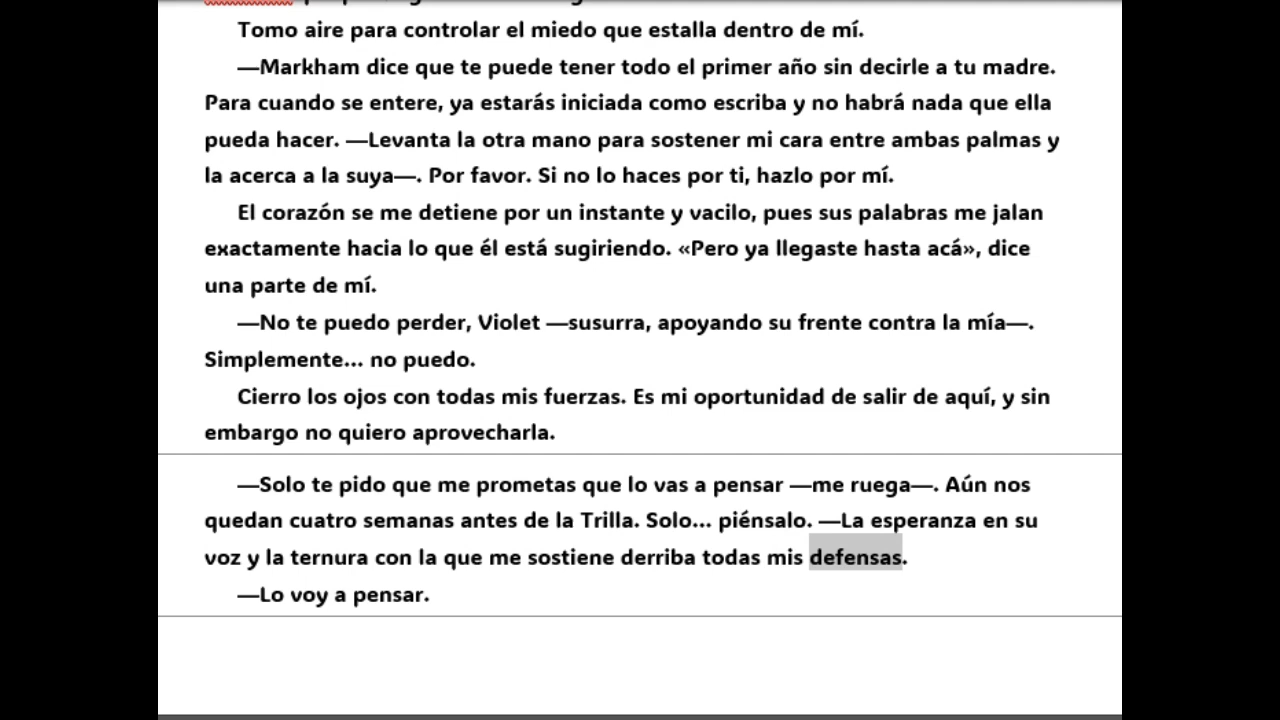 Tomo aire para controlar el miedo que estalla dentro de mí.
—Markham dice que te puede tener todo el primer año sin decirle a tu madre.
Para cuando se entere, ya estarás iniciada como escriba y no habrá nada que ella
pueda hacer. —Levanta la otra mano para sostener mi cara entre ambas palmas y
la acerca a la suya—. Por favor. Si no lo haces por ti, hazlo por mí.
El corazón se me detiene por un instante y vacilo, pues sus palabras me jalan
exactamente hacia lo que él está sugiriendo. «Pero ya llegaste hasta acá», dice
una parte de mí.
—No te puedo perder, Violet —susurra, apoyando su frente contra la mía—.
Simplemente... no puedo.
Cierro los ojos con todas mis fuerzas. Es mi oportunidad de salir de aquí, y sin
embargo no quiero aprovecharla.
—Solo te pido que me prometas que lo vas a pensar —me ruega—. Aún nos
quedan cuatro semanas antes de la Trilla. Solo... piénsalo. —La esperanza en su
voz y la ternura con la que me sostiene derriba todas mis defensas.
—Lo voy a pensar.